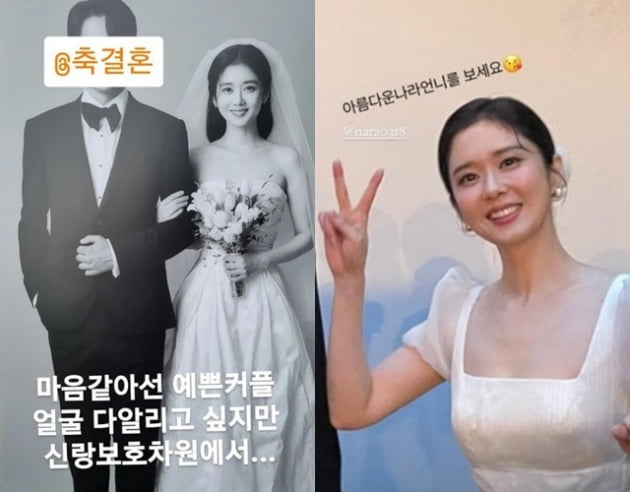 @축결혼
마음같아선 예쁜커플
얼굴 다알리고 싶지만
신랑보호차원에서...
아름다운나라언니를 보세요😘
@nara0318